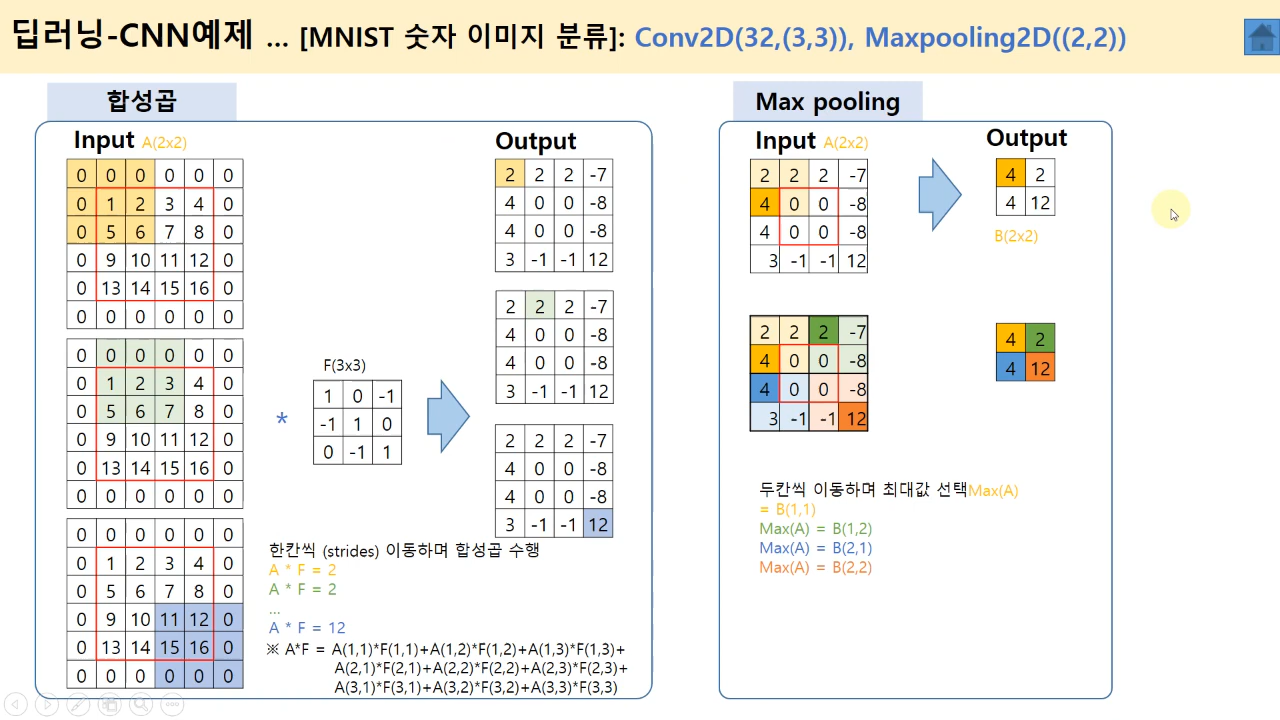 딥러닝-CNN예제 ... [MNIST 숫자 이미지 분류]: Conv2D(32,(3,3)), Maxpooling2D((2,2))
합성곱
Input A(2x2)
0 0 0 0 0 0
0 1 2 3 4 0
0 5 6 7 8 0
0 9 10 11 12 0
0 13 14 15 16 0
0 0 0 0 0 0
0 0 0 0 0 0
0 1 2 3 4 0
0 5 6 7 8 0
0 9 10 11 12 0
0 13 14 15 16 0
0 0 0 0 0 0
0 0 0 0 0 0
0 1 2 3 4 0
0 5 6 7 8 0
0 9 10 11 12 0
0 13 14 15 16 0
0 0 0 0 0 0
*
F(3x3)
1 0 -1
-1 1 0
0 -1 1
Output
2 2 2 -7
4 0 0 -8
4 0 0 -8
3 -1 -1 12
2 2 2 -7
4 0 0 -8
4 0 0 -8
3 -1 -1 12
2 2 2 -7
4 0 0 -8
4 0 0 -8
3 -1 -1 12
한칸씩 (strides) 이동하며 합성곱 수행
A * F = 2
A * F = 2
...
A * F = 12
※ A*F = A(1,1)*F(1,1)+A(1,2)*F(1,2)+A(1,3)*F(1,3)+
A(2,1)*F(2,1)+A(2,2)*F(2,2)+A(2,3)*F(2,3)+
A(3,1)*F(3,1)+A(3,2)*F(3,2)+A(3,3)*F(3,3)
Max pooling
Input A(2x2)
2 2 2 -7
4 0 0 -8
4 0 0 -8
3 -1 -1 12
Output
4 2
4 12
B(2x2)
2 2 2 -7
4 0 0 -8
4 0 0 -8
3 -1 -1 12
4 2
4 12
두칸씩 이동하며 최대값 선택Max(A)
= B(1,1)
Max(A) = B(1,2)
Max(A) = B(2,1)
Max(A) = B(2,2)